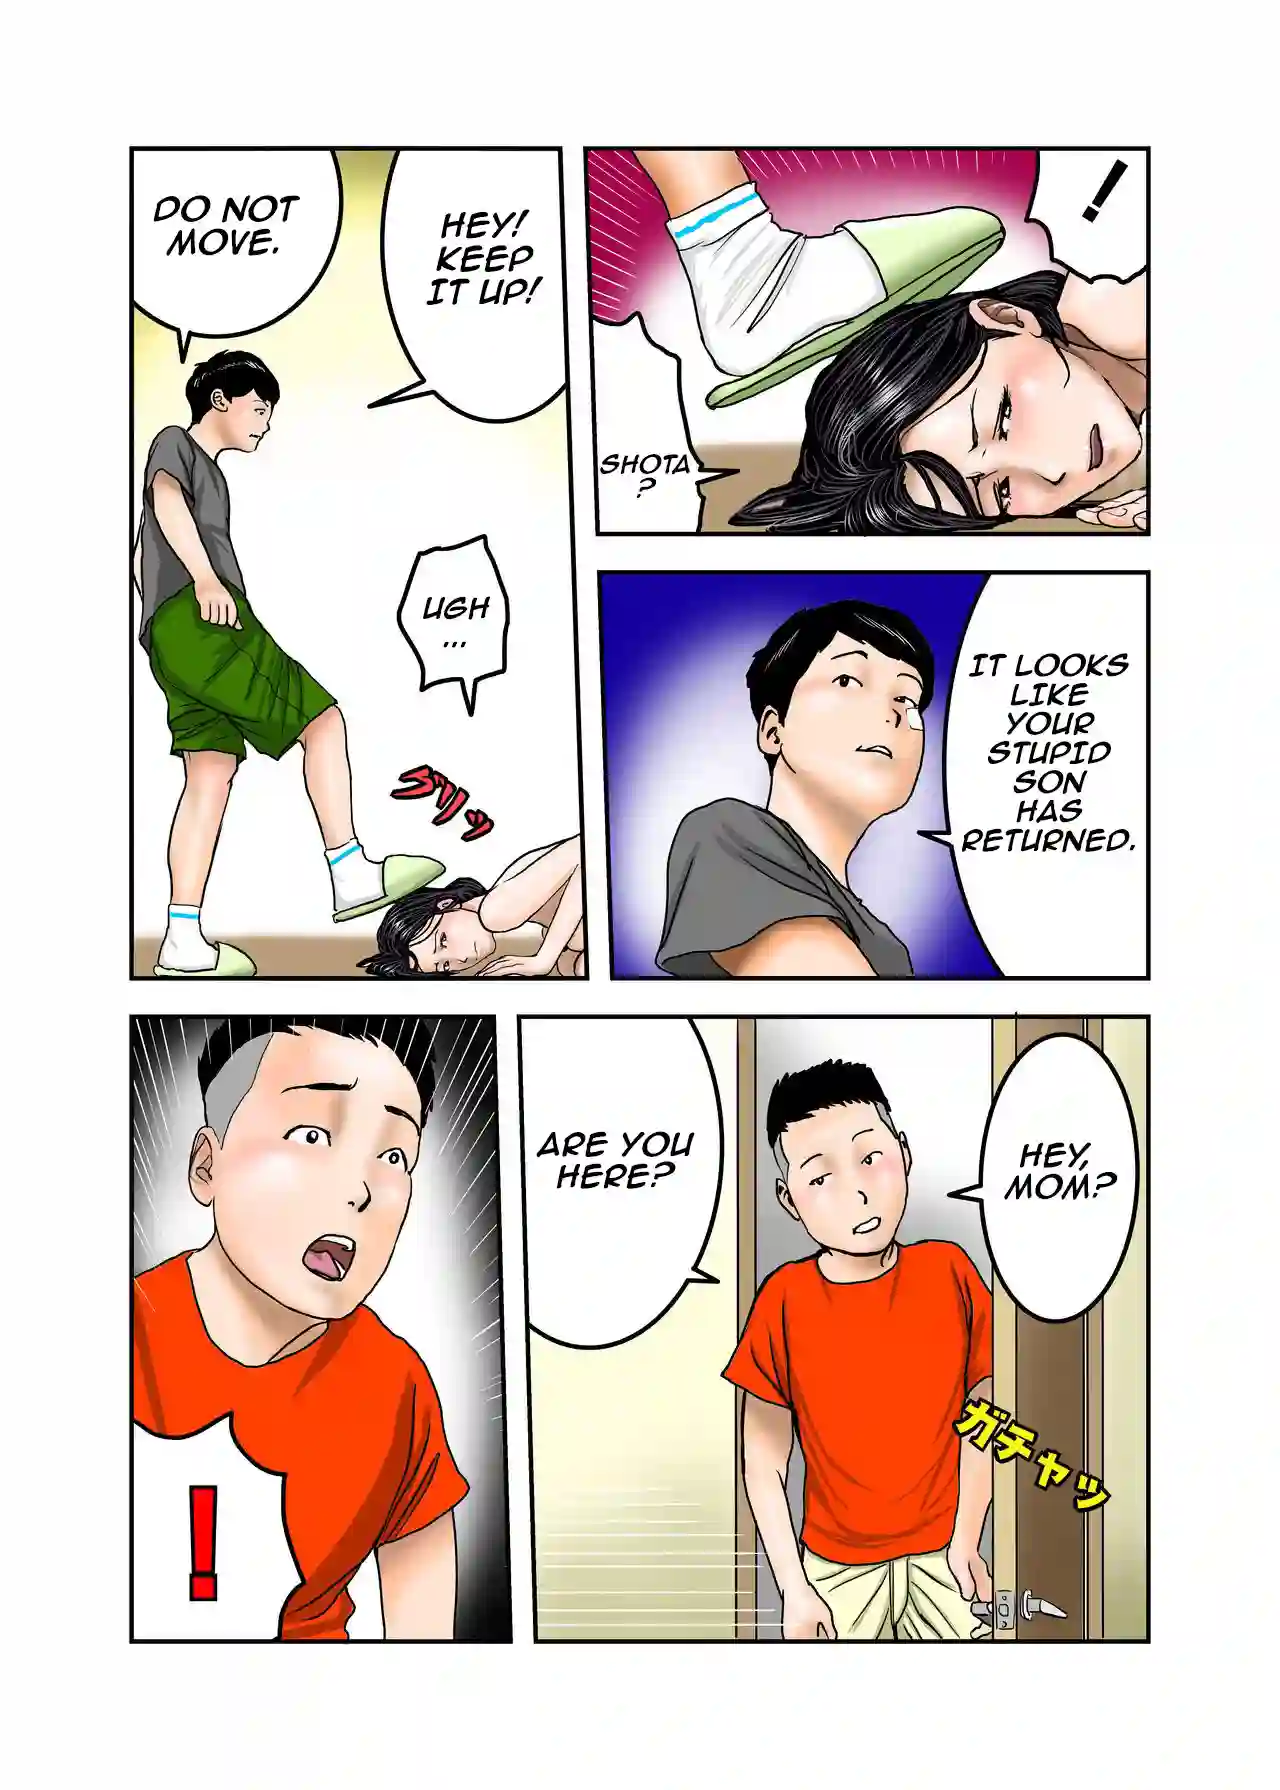 HEY!
KEEP
IT UP!
DO NOT
MOVE.
UGH
...
グリッ
!
SHOTA
?
IT LOOKS
LIKE
YOUR
STUPID
SON
HAS
RETURNED.
HEY,
MOM?
ARE YOU
HERE?
ガチャッ
!